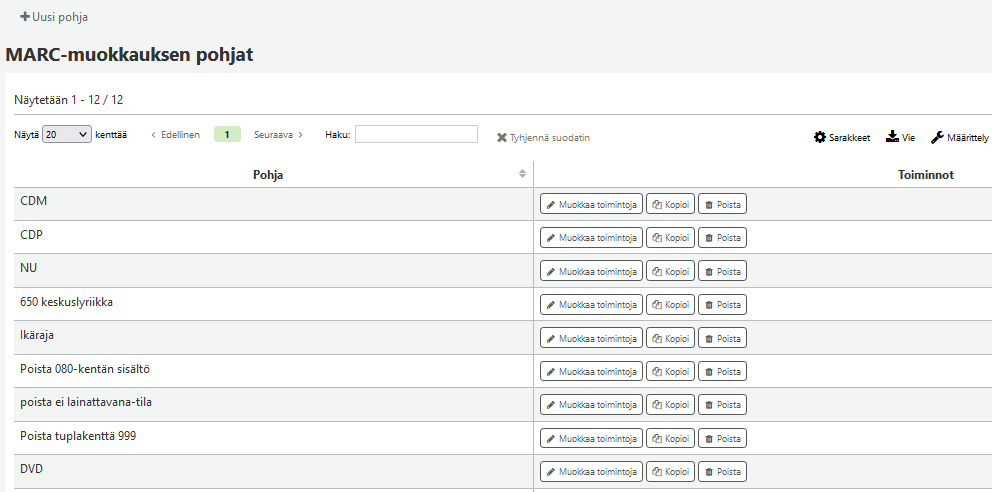 Uusi pohja
MARC-muokkauksen pohjat
Näytetään 1 - 12 / 12
Näytä 20 kenttää Edellinen 1 Seuraava Haku: Tyhjennä suodatin Sarakkeet Vie Määrittely
Pohja Toiminnot
CDM Muokkaa toimintoja Kopioi Poista
CDP Muokkaa toimintoja Kopioi Poista
NU Muokkaa toimintoja Kopioi Poista
650 keskuslyriikka Muokkaa toimintoja Kopioi Poista
Ikäraja Muokkaa toimintoja Kopioi Poista
Poista 080-kentän sisältö Muokkaa toimintoja Kopioi Poista
poista ei lainattavana-tila Muokkaa toimintoja Kopioi Poista
Poista tuplakenttä 999 Muokkaa toimintoja Kopioi Poista
DVD Muokkaa toimintoja Kopioi Poista